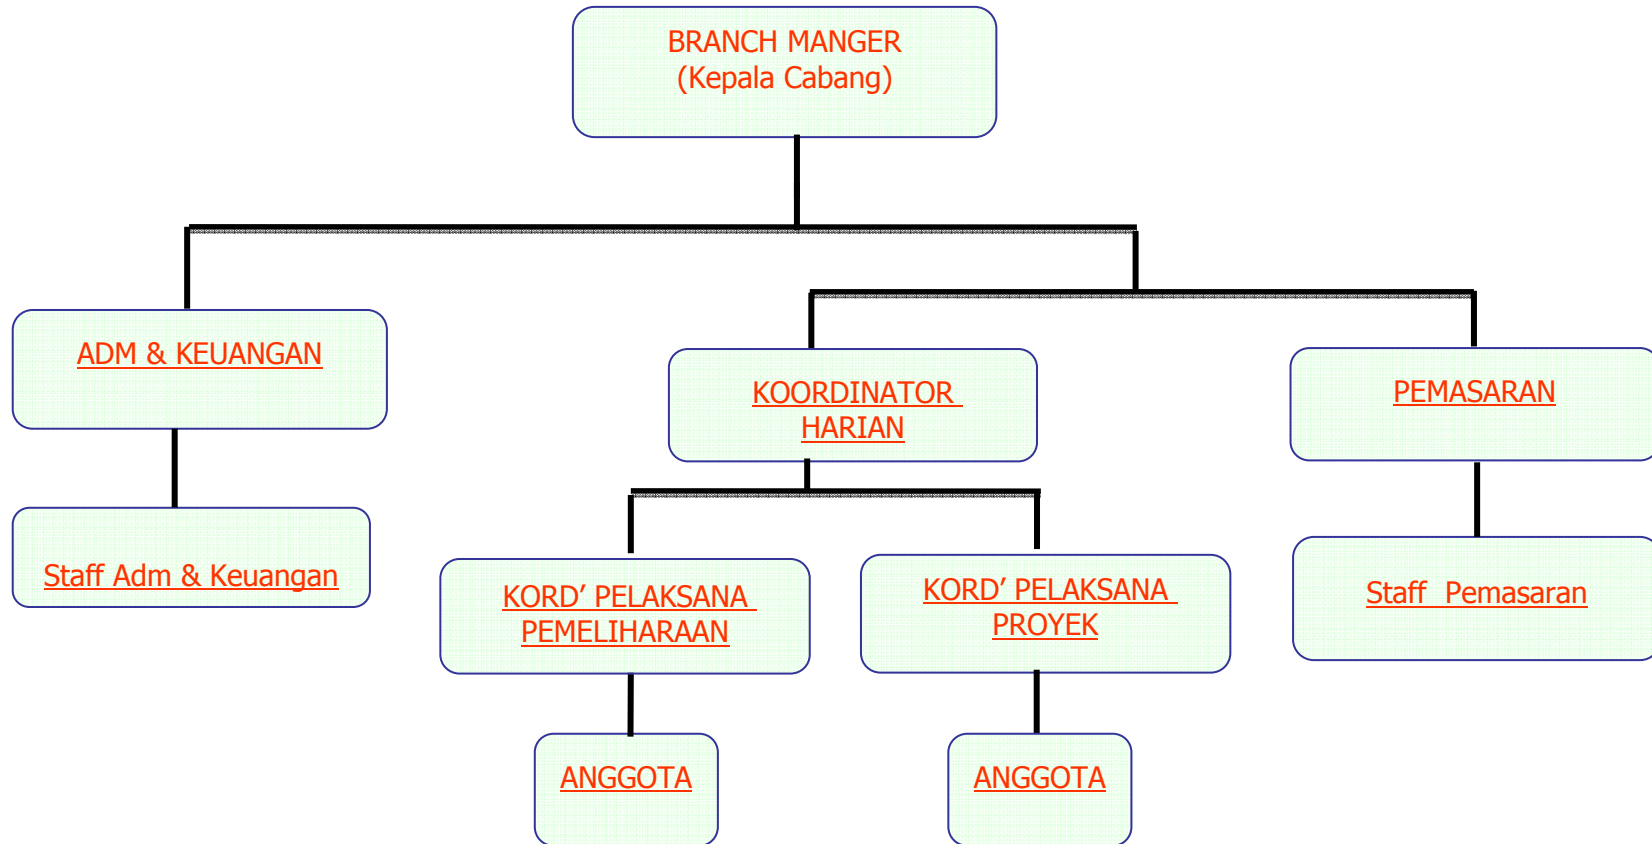 BRANCH MANGER
(Kepala Cabang)
ADM & KEUANGAN
KOORDINATOR
HARIAN
PEMASARAN
Staff Adm & Keuangan
KORD’ PELAKSANA
PEMELIHARAAN
KORD’ PELAKSANA
PROYEK
Staff  Pemasaran
ANGGOTA
ANGGOTA